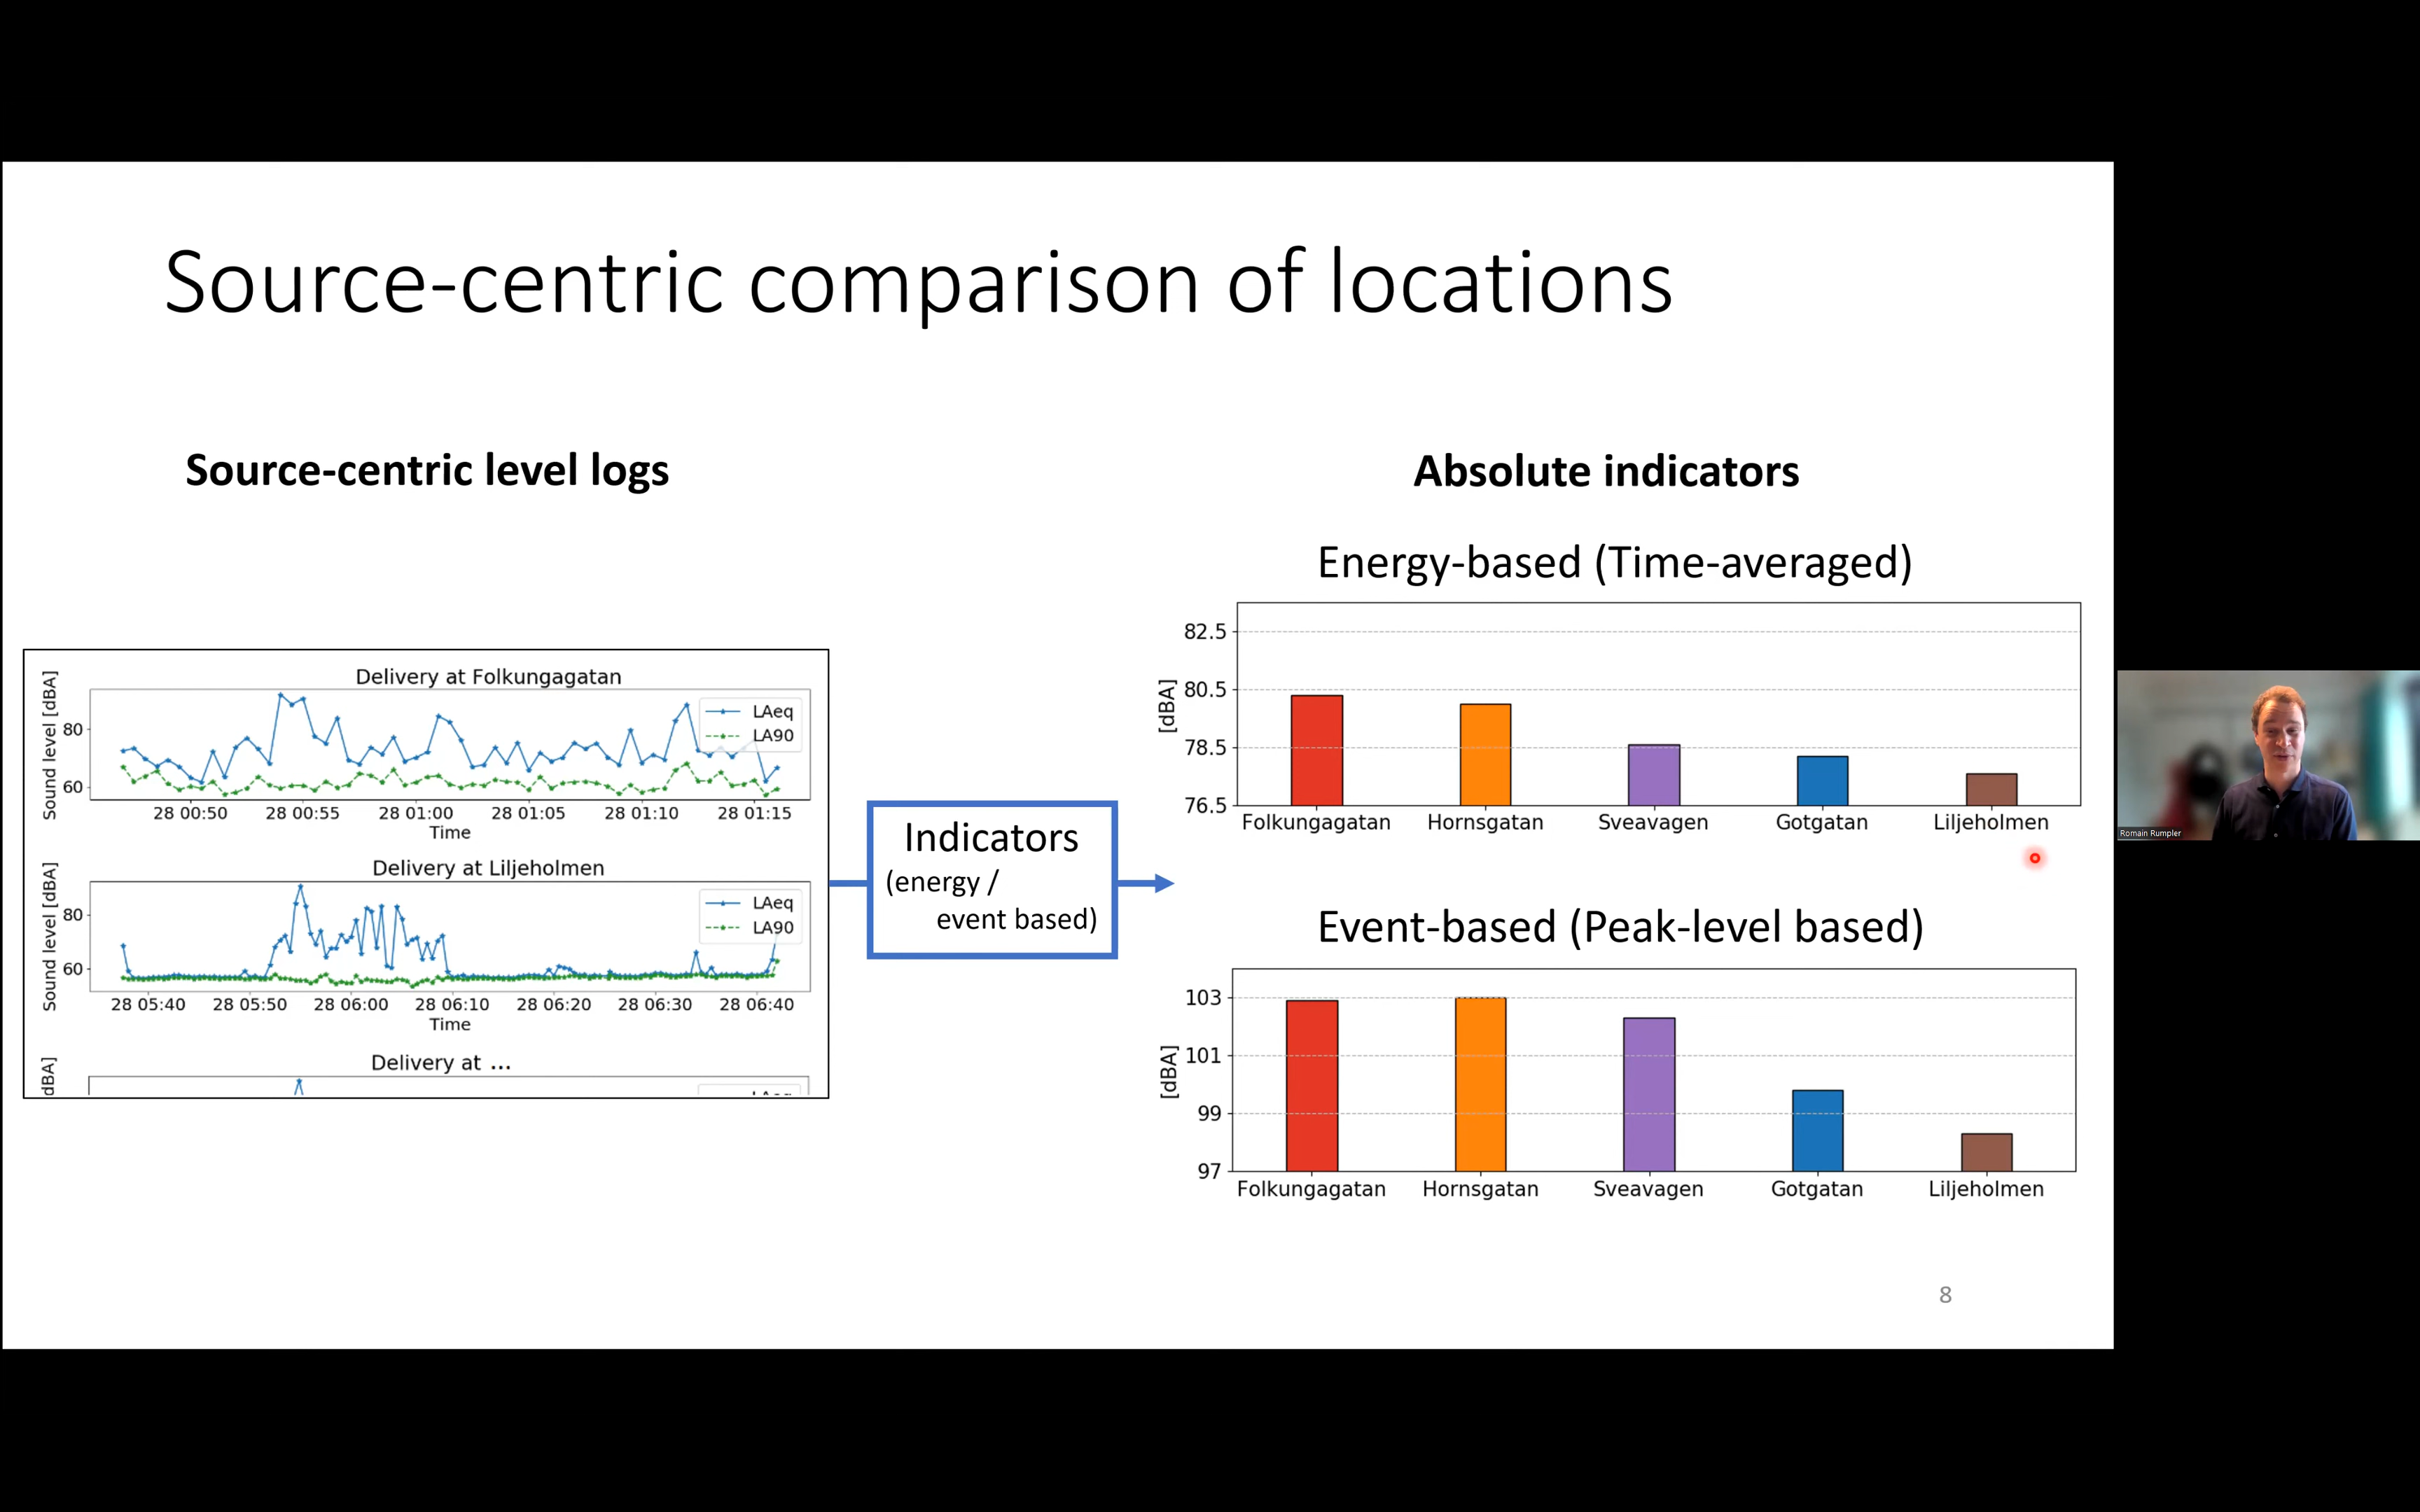 Source-centric comparison of locations
Source-centric level logs
Delivery at Folkungagatan
Sound level [dBA]
80
60
LAeq
LA90
28 00:50 28 00:55 28 01:00 28 01:05 28 01:10 28 01:15
Time
Delivery at Liljeholmen
Sound level [dBA]
80
60
LAeq
LA90
28 05:40 28 05:50 28 06:00 28 06:10 28 06:20 28 06:30 28 06:40
Time
Delivery at ...
dBA]
Indicators
(energy /
event based)
Absolute indicators
Energy-based (Time-averaged)
[dBA]
82.5
80.5
78.5
76.5
Folkungagatan Hornsgatan Sveavagen Gotgatan Liljeholmen
Event-based (Peak-level based)
[dBA]
103
101
99
97
Folkungagatan Hornsgatan Sveavagen Gotgatan Liljeholmen
8
Romain Rumpler